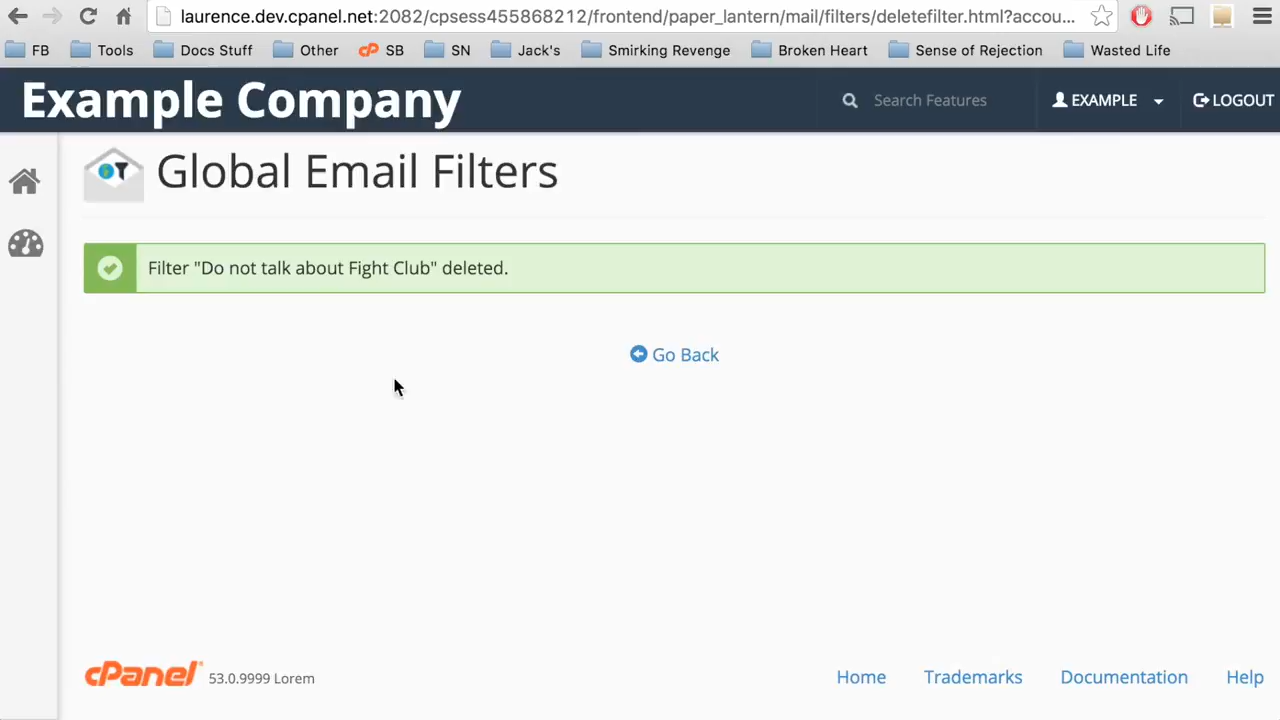 laurence.dev.cpanel.net:2082/cpsess455868212/frontend/paper_lantern/mail/filters/deletefilter.html?accou...
FB Tools Docs Stuff Other cP SB SN Jack's Smirking Revenge Broken Heart Sense of Rejection Wasted Life
Example Company Search Features EXAMPLE LOGOUT
Global Email Filters
Filter "Do not talk about Fight Club" deleted.
Go Back
cPanel 53.0.9999 Lorem Home Trademarks Documentation Help